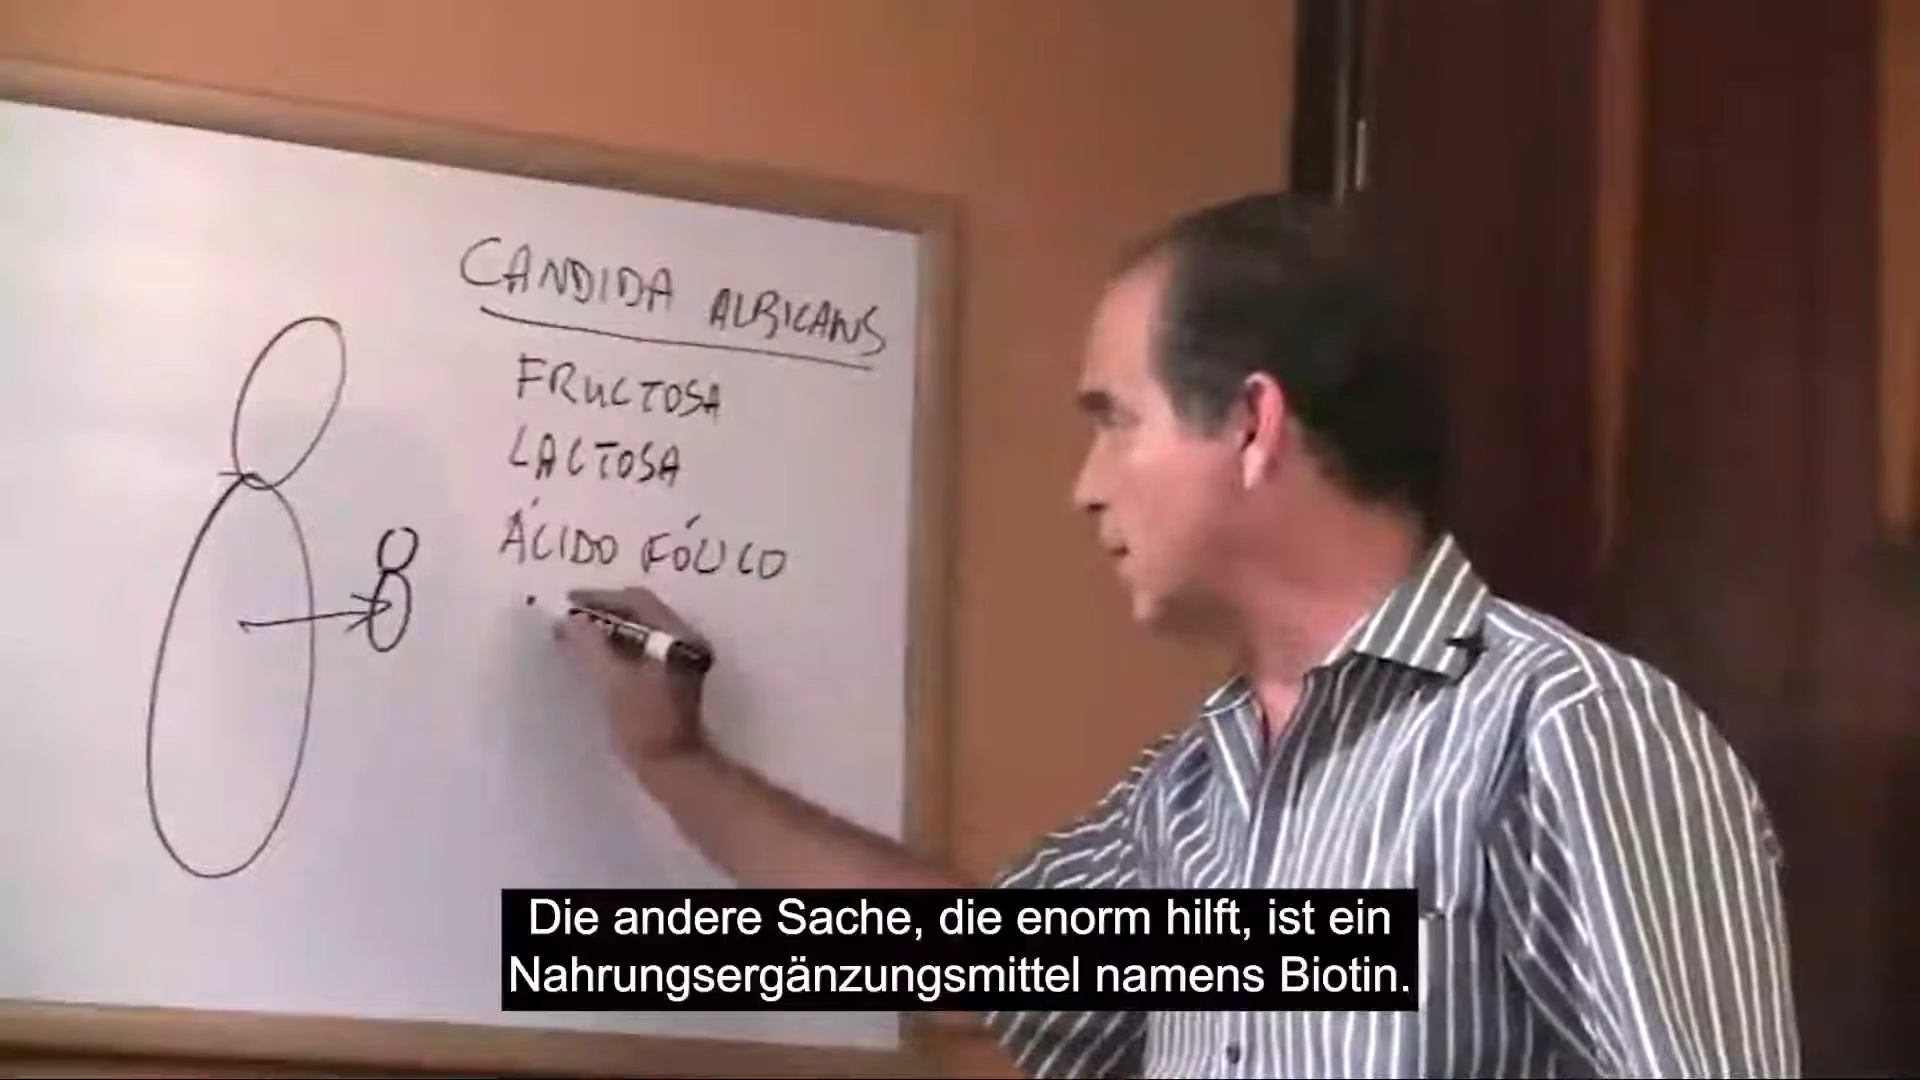 CANDIDA ALBICANS
FRUCTOSA
LACTOSA
ÁCIDO FÓLICO
Die andere Sache, die enorm hilft, ist ein
Nahrungsergänzungsmittel namens Biotin.